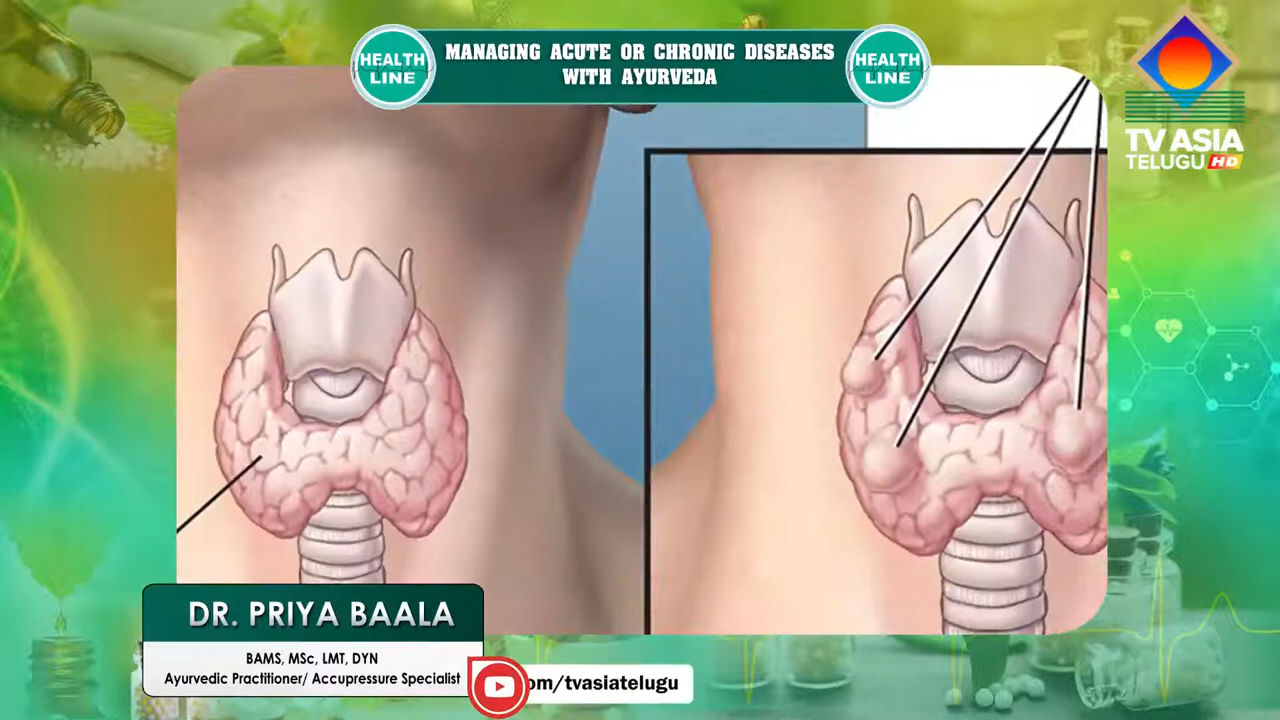 HEALTH
LINE
MANAGING ACUTE OR CHRONIC DISEASES
WITH AYURVEDA
HEALTH
LINE
TV ASIA
TELUGU HD
DR. PRIYA BAALA
BAMS, MSc, LMT, DYN
Ayurvedic Practitioner/ Accupressure Specialist
om/tvasiatelugu